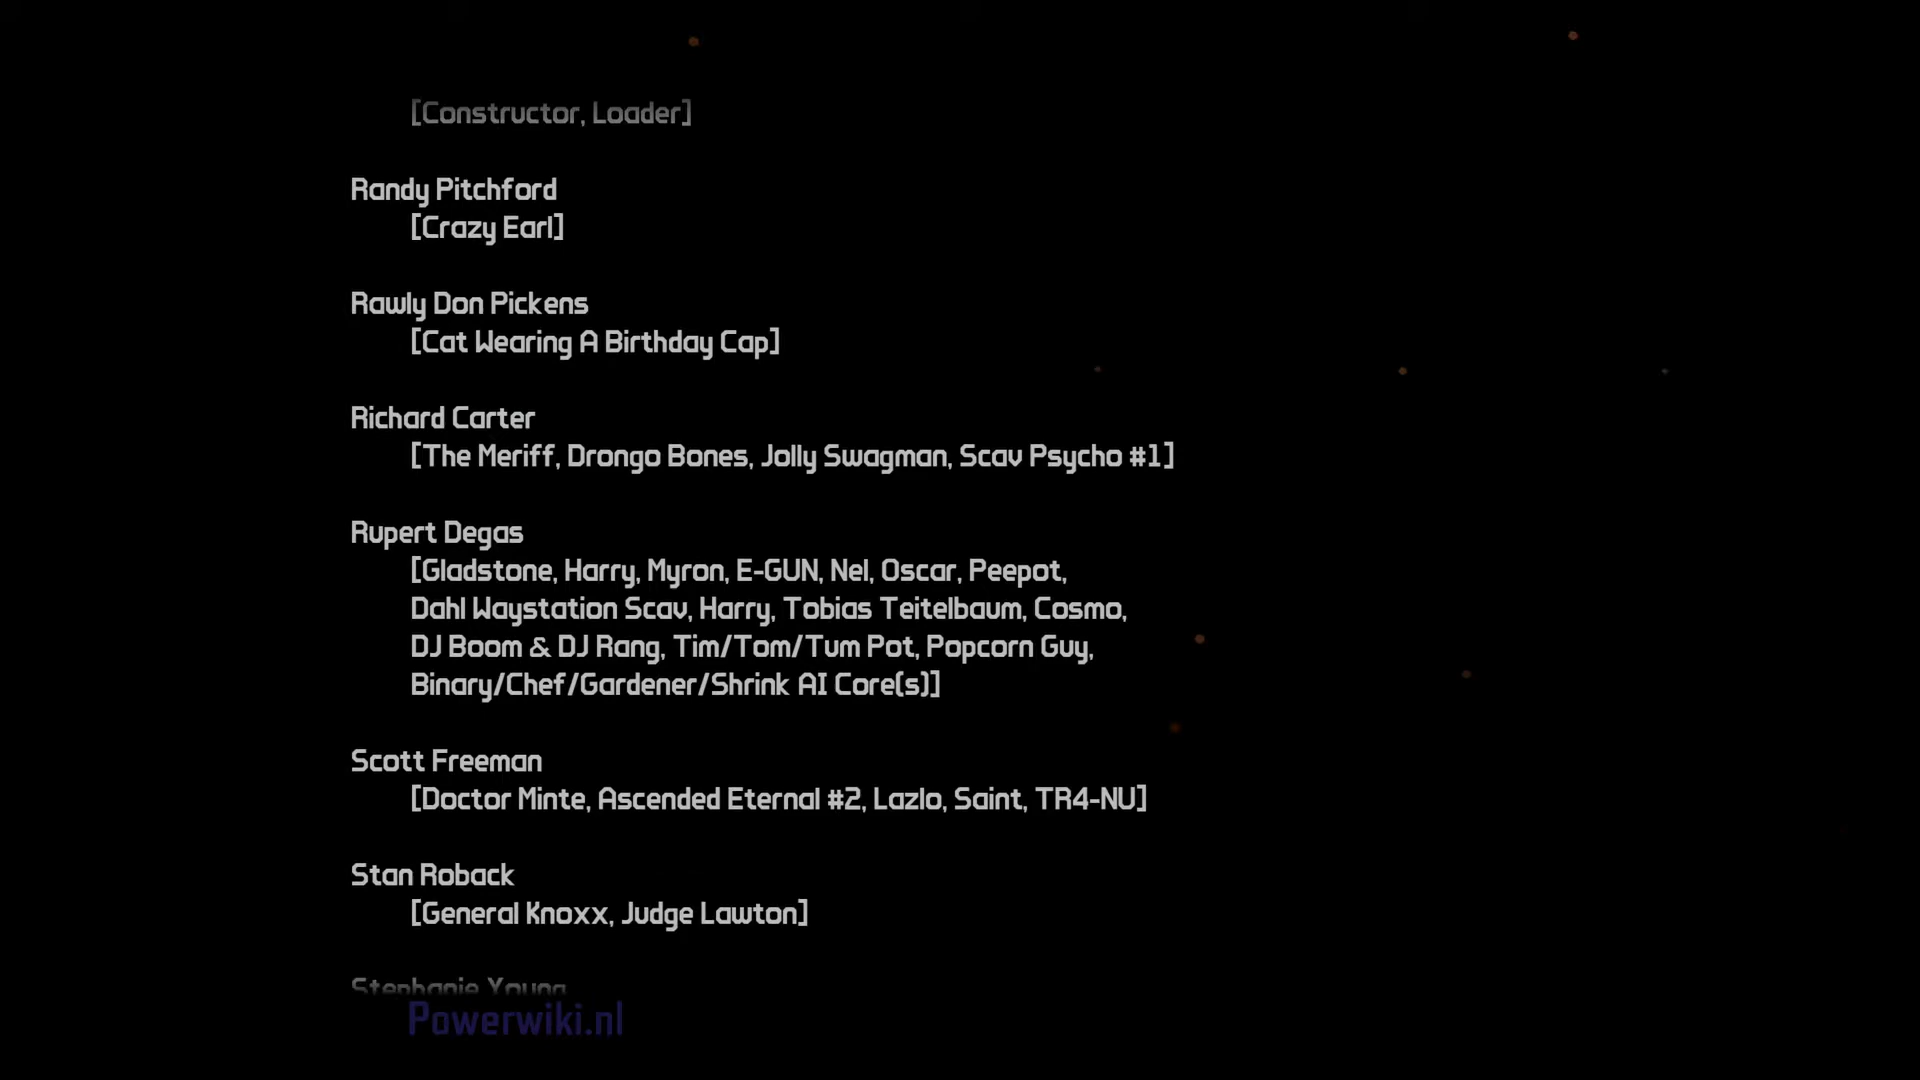 [Constructor, Loader]
Randy Pitchford
[Crazy Earl]
Rawly Don Pickens
[Cat Wearing A Birthday Cap]
Richard Carter
[The Meriff, Drongo Bones, Jolly Swagman, Scav Psycho #1]
Rupert Degas
[Gladstone, Harry, Myron, E-GUN, Nel, Oscar, Peepot,
Dahl Waystation Scav, Harry, Tobias Teitelbaum, Cosmo,
DJ Boom & DJ Rang, Tim/Tom/Tum Pot, Popcorn Guy,
Binary/Chef/Gardener/Shrink AI Core(s)]
Scott Freeman
[Doctor Minte, Ascended Eternal #2, Lazlo, Saint, TR4-NU]
Stan Roback
[General Knoxx, Judge Lawton]
Stephanie Young
Powerwiki.nl